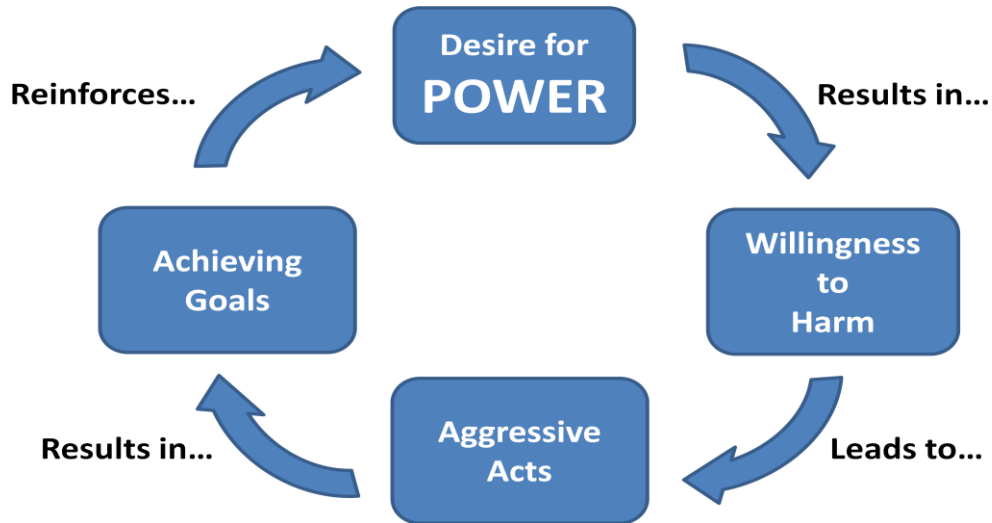 Desire for
POWER
Reinforces...
Results in...
Achieving
Goals
Willingness
to
Harm
Aggressive
Acts
Results in...
Leads to...